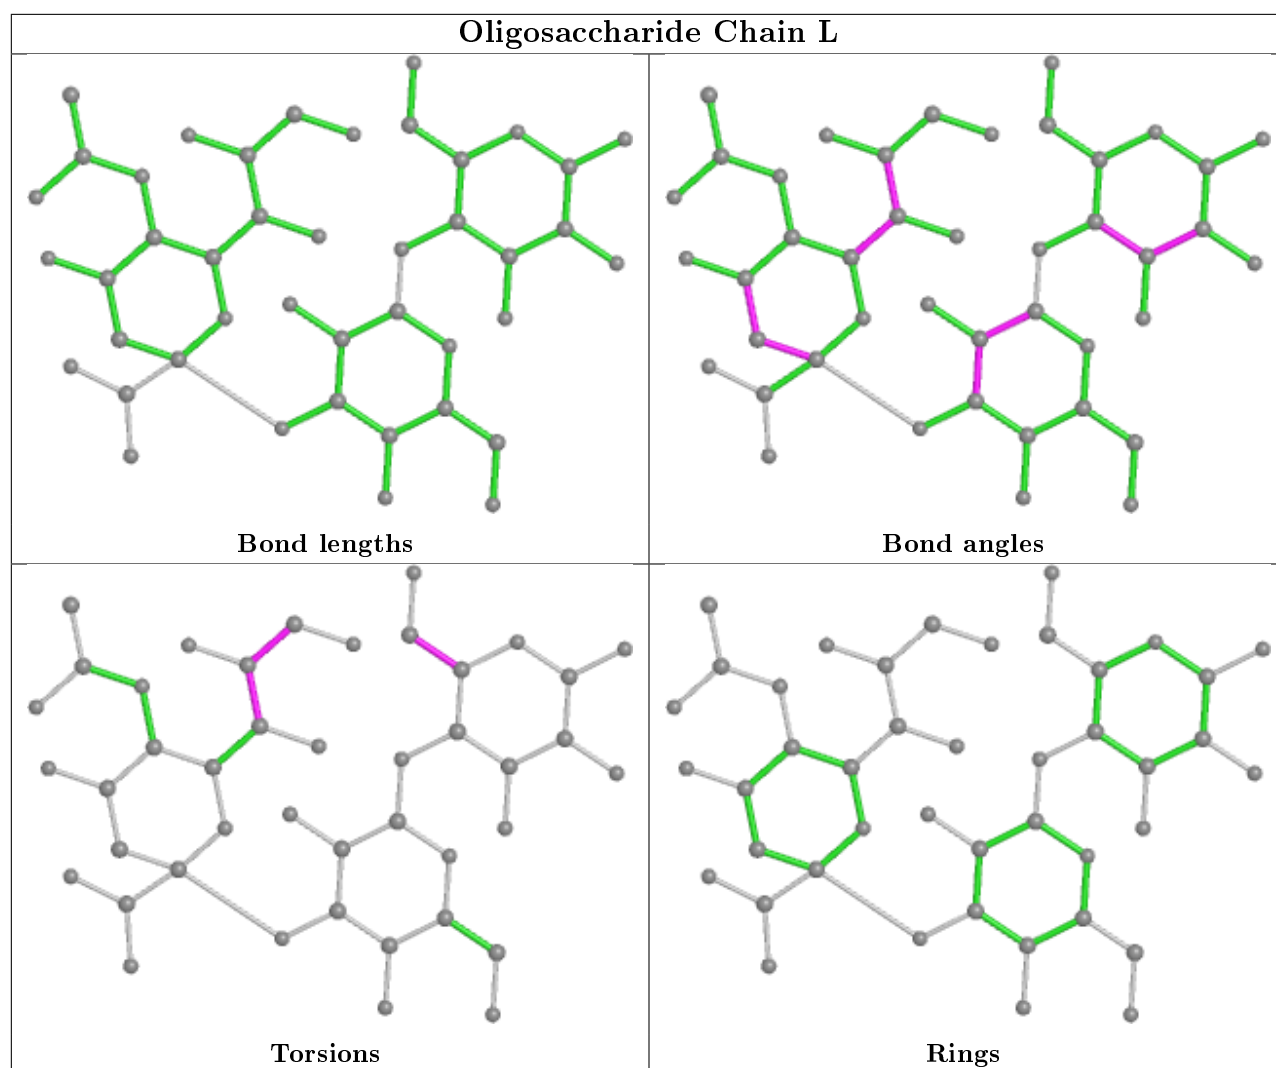 Oligosaccharide Chain L
Bond lengths
Bond angles
Torsions
Rings